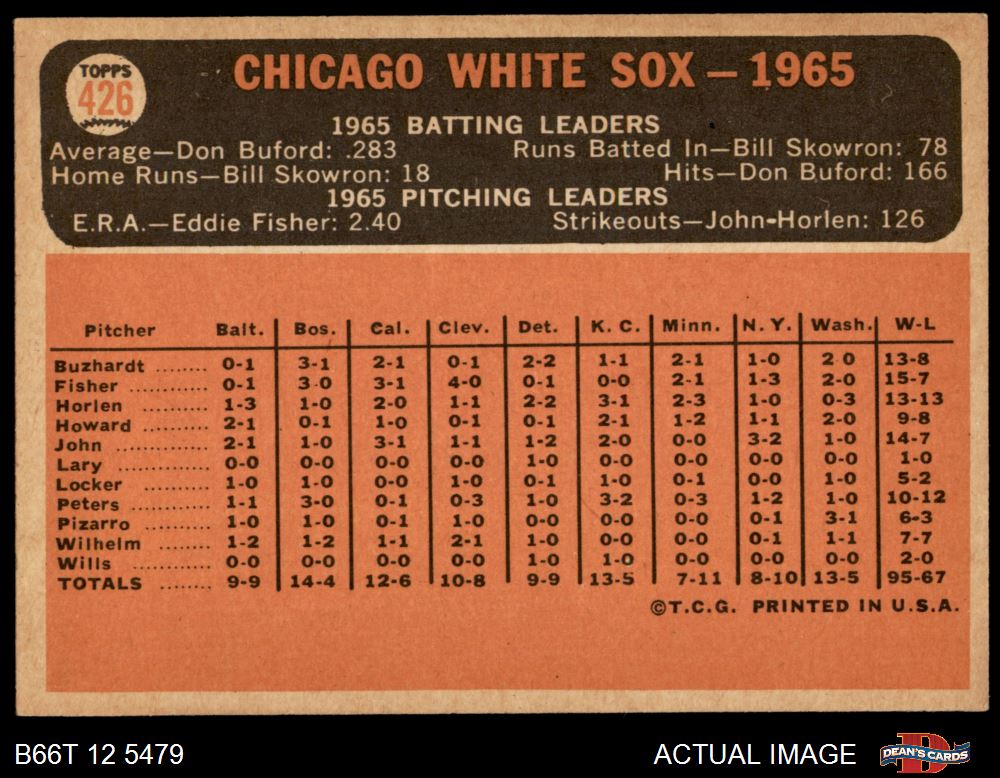 TOPPS
426
CHICAGO WHITE SOX — 1965
1965 BATTING LEADERS
Average—Don Buford: .283 Runs Batted In—Bill Skowron: 78
Home Runs—Bill Skowron: 18 Hits—Don Buford: 166
1965 PITCHING LEADERS
E.R.A.—Eddie Fisher: 2.40 Strikeouts—John-Horlen: 126
Pitcher Balt. Bos. Cal. Clev. Det. K. C. Minn. N. Y. Wash. W-L
Buzhardt ........ 0-1 3-1 2-1 0-1 2-2 1-1 2-1 1-0 2 0 13-8
Fisher ............ 0-1 3 0 3-1 4-0 0-1 0-0 2-1 1-3 2-0 15-7
Horlen ............ 1-3 1-0 2-0 1-1 2-2 3-1 2-3 1-0 0-3 13-13
Howard .......... 2-1 0-1 1-0 0-1 0-0 2-1 1-2 1-1 2-0 9-8
John ............... 2-1 1-0 3-1 1-1 1-2 2-0 0-0 3-2 1-0 14-7
Lary ............... 0-0 0-0 0-0 0-0 1-0 0-0 0-0 0-0 0-0 1-0
Locker ............ 1-0 1-0 0-0 1-0 0-1 1-0 0-1 0-0 1-0 5-2
Peters ............ 1-1 3-0 0-1 0-3 1-0 3-2 0-3 1-2 1-0 10-12
Pizarro ........... 1-0 1-0 0-1 1-0 0-0 0-0 0-0 0-1 3-1 6-3
Wilhelm ......... 1-2 1-2 1-1 2-1 1-0 0-0 0-0 0-1 1-1 7-7
Wills .............. 0-0 0-0 0-0 0-0 1-0 1-0 0-0 0-0 0-0 2-0
TOTALS ......... 9-9 14-4 12-6 10-8 9-9 13-5 7-11 8-10 13-5 95-67
©T.C.G. PRINTED IN U.S.A.
B66T 12 5479 ACTUAL IMAGE DEAN'S CARDS